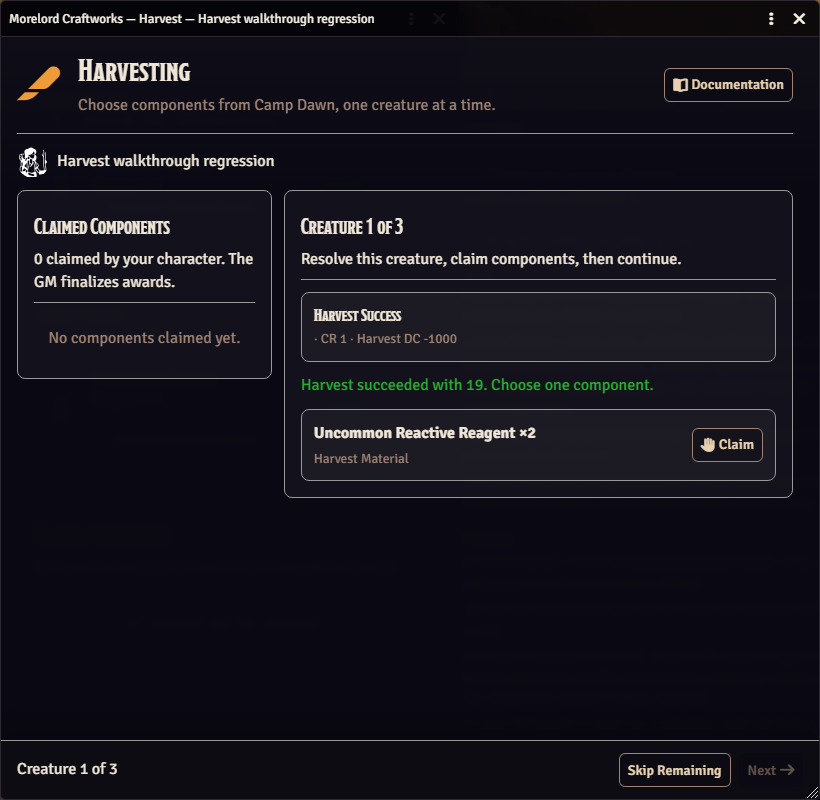 Morelord Craftworks — Harvest — Harvest walkthrough regression
Harvesting
Choose components from Camp Dawn, one creature at a time.
Documentation
Harvest walkthrough regression
Claimed Components
0 claimed by your character. The
GM finalizes awards.
No components claimed yet.
Creature 1 of 3
Resolve this creature, claim components, then continue.
Harvest Success
· CR 1 · Harvest DC -1000
Harvest succeeded with 19. Choose one component.
Uncommon Reactive Reagent ×2
Harvest Material
Claim
Creature 1 of 3
Skip Remaining
Next